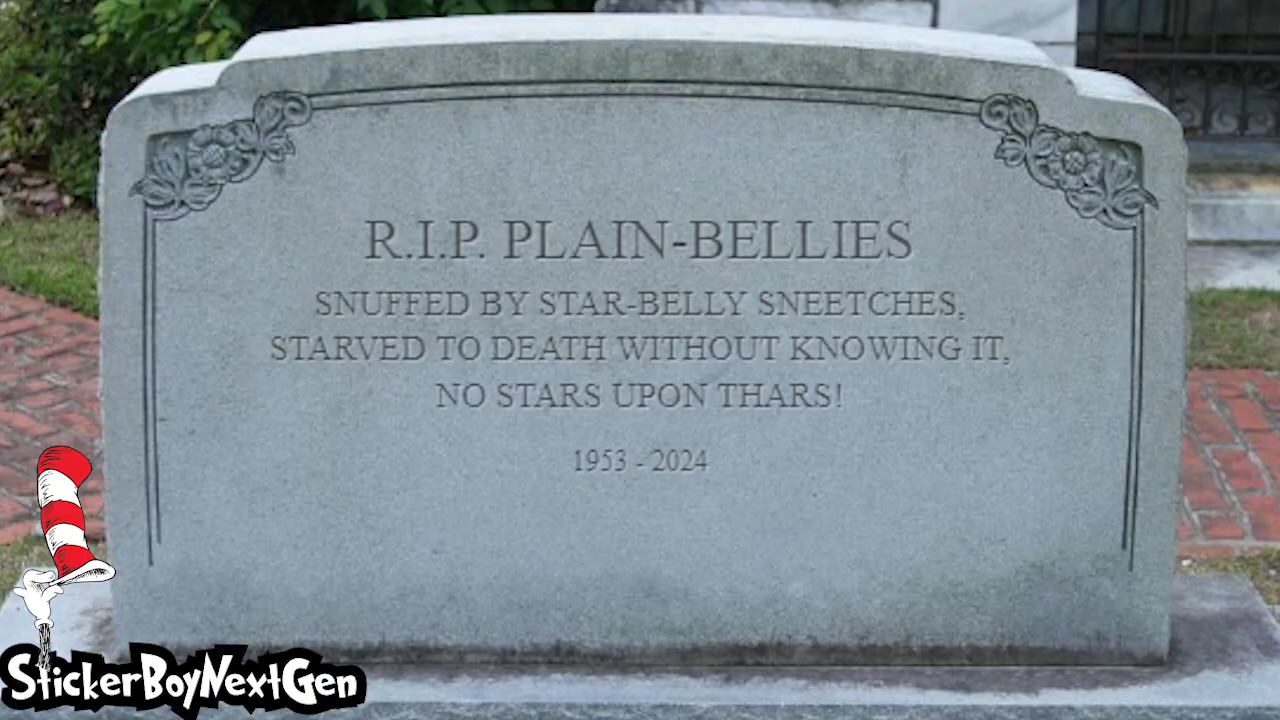 R.I.P. PLAIN-BELLIES
SNUFFED BY STAR-BELLY SNEETCHES,
STARVED TO DEATH WITHOUT KNOWING IT,
NO STARS UPON THARS!
1953 - 2024
StickerBoyNextGen